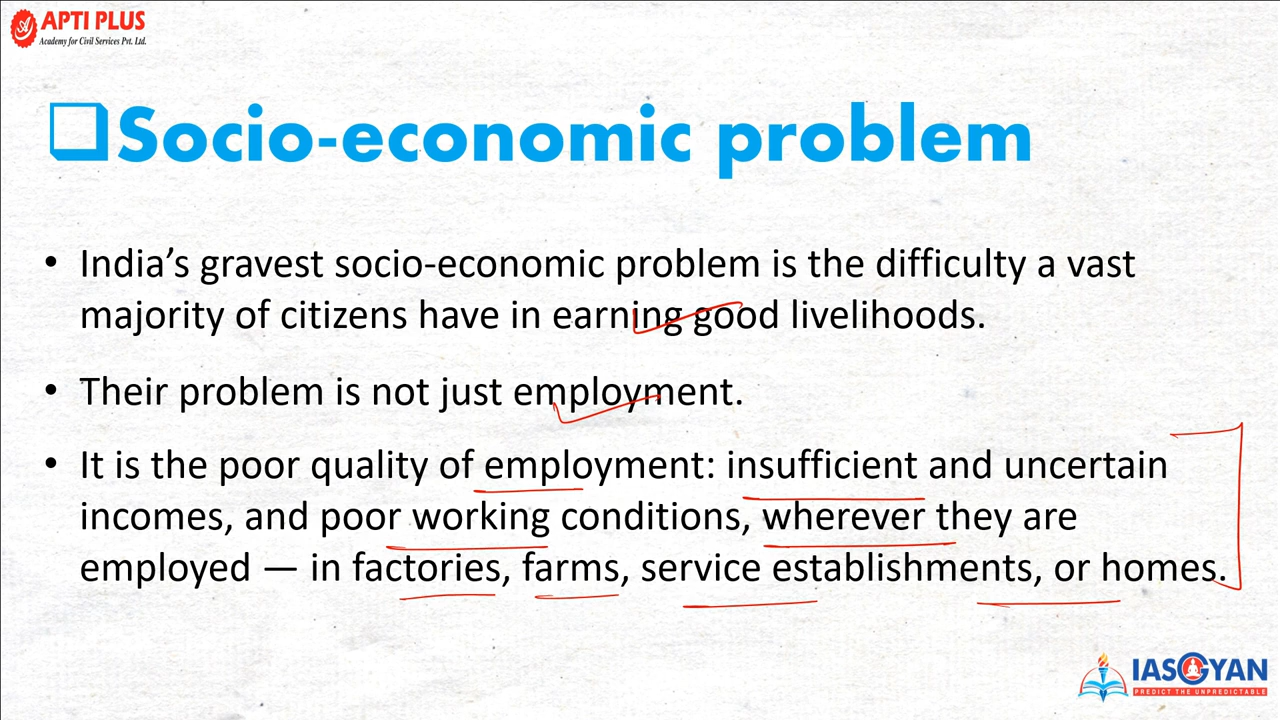 APTI PLUS
Academy for Civil Services Pvt. Ltd.
Socio-economic problem
• India’s gravest socio-economic problem is the difficulty a vast
majority of citizens have in earning good livelihoods.
• Their problem is not just employment.
• It is the poor quality of employment: insufficient and uncertain
incomes, and poor working conditions, wherever they are
employed — in factories, farms, service establishments, or homes.
IASGYAN
PREDICT THE UNPREDICTABLE